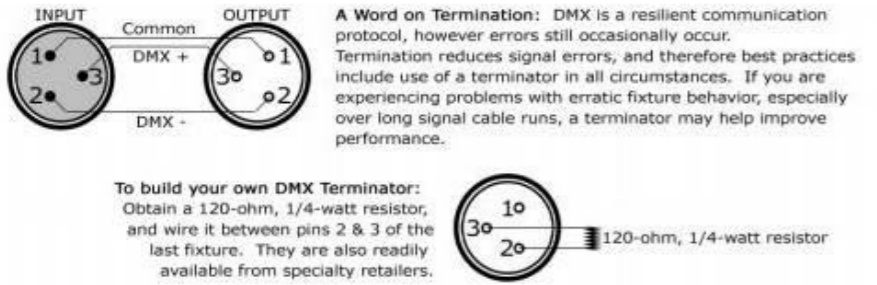 INPUT
OUTPUT
Common
DMX +
DMX -
1
3
2
3
1
2
A Word on Termination: DMX is a resilient communication
protocol, however errors still occasionally occur.
Termination reduces signal errors, and therefore best practices
include use of a terminator in all circumstances. If you are
experiencing problems with erratic fixture behavior, especially
over long signal cable runs, a terminator may help improve
performance.
To build your own DMX Terminator:
Obtain a 120-ohm, 1/4-watt resistor,
and wire it between pins 2 & 3 of the
last fixture. They are also readily
available from specialty retailers.
1
3
2
120-ohm, 1/4-watt resistor